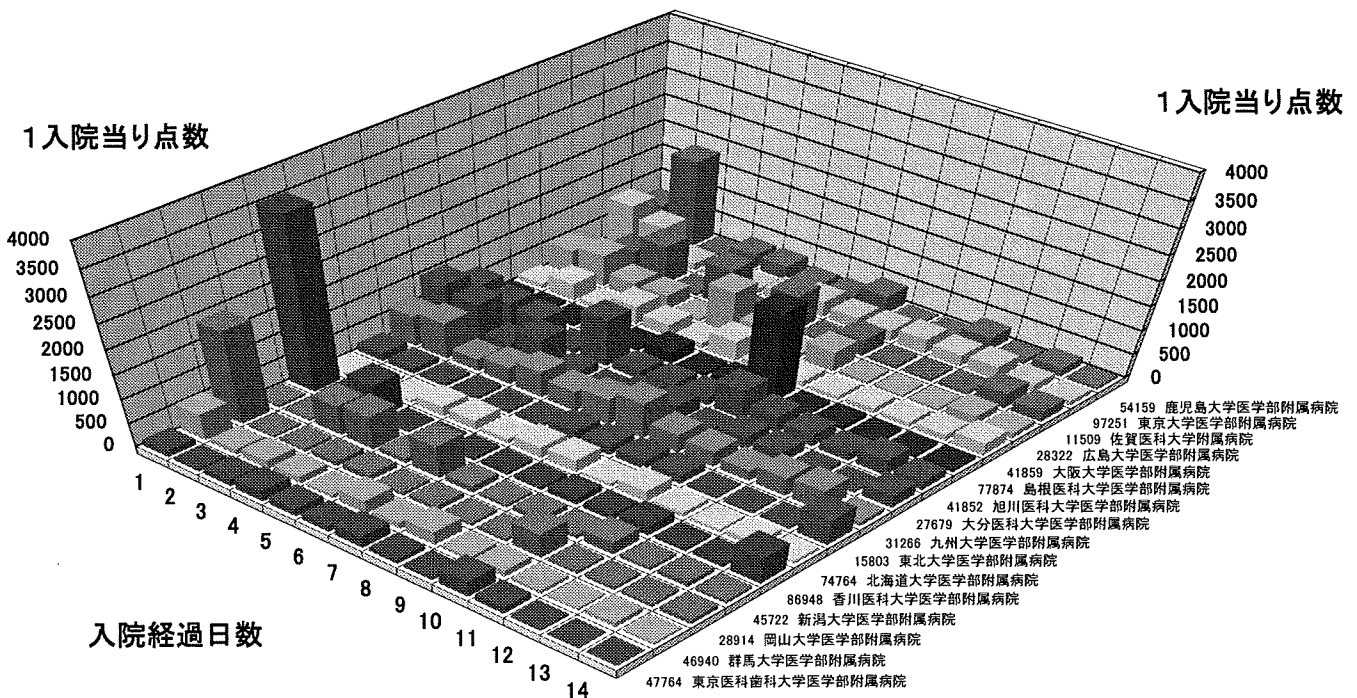 1入院当り点数
1入院当り点数
4000
3500
3000
2500
2000
1500
1000
500
0
4000
3500
3000
2500
2000
1500
1000
500
0
1
2
3
4
5
6
7
8
9
10
11
12
13
14
入院経過日数
54159 鹿児島大学医学部附属病院
97251 東京大学医学部附属病院
11509 佐賀医科大学附属病院
28322 広島大学医学部附属病院
41859 大阪大学医学部附属病院
77874 島根医科大学医学部附属病院
41852 旭川医科大学医学部附属病院
27679 大分医科大学医学部附属病院
31266 九州大学医学部附属病院
15803 東北大学医学部附属病院
74764 北海道大学医学部附属病院
86948 香川医科大学医学部附属病院
45722 新潟大学医学部附属病院
28914 岡山大学医学部附属病院
46940 群馬大学医学部附属病院
47764 東京医科歯科大学医学部附属病院